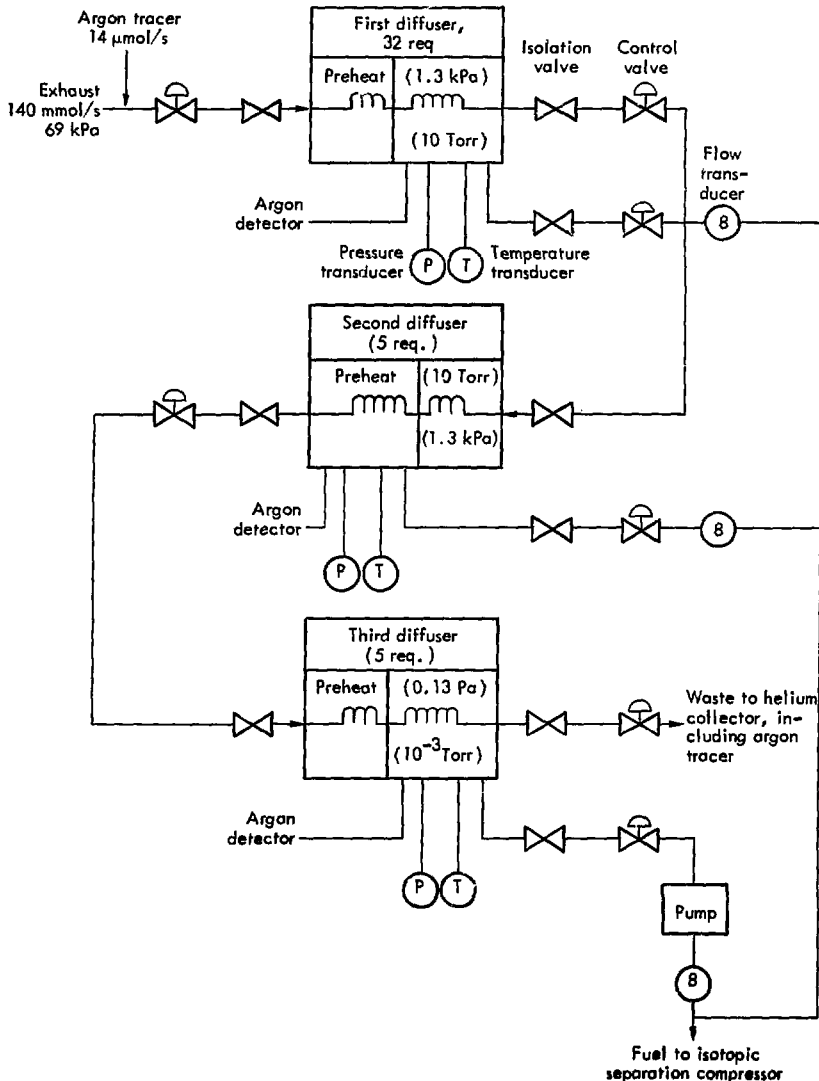 Argon tracer
14 μmol/s
Exhaust
140 mmol/s
69 kPa
First diffuser,
32 req
Preheat
(1.3 kPa)
(10 Torr)
Isolation
valve
Control
valve
Flow
trans-
ducer
8
Argon
detector
Pressure
transducer
P
T
Temperature
transducer
Second diffuser
(5 req.)
Preheat
(10 Torr)
(1.3 kPa)
Argon
detector
P
T
8
Third diffuser
(5 req.)
Preheat
(0.13 Pa)
(10⁻³ Torr)
Waste to helium
collector, in-
cluding argon
tracer
Argon
detector
P
T
Pump
8
Fuel to isotopic
separation compressor